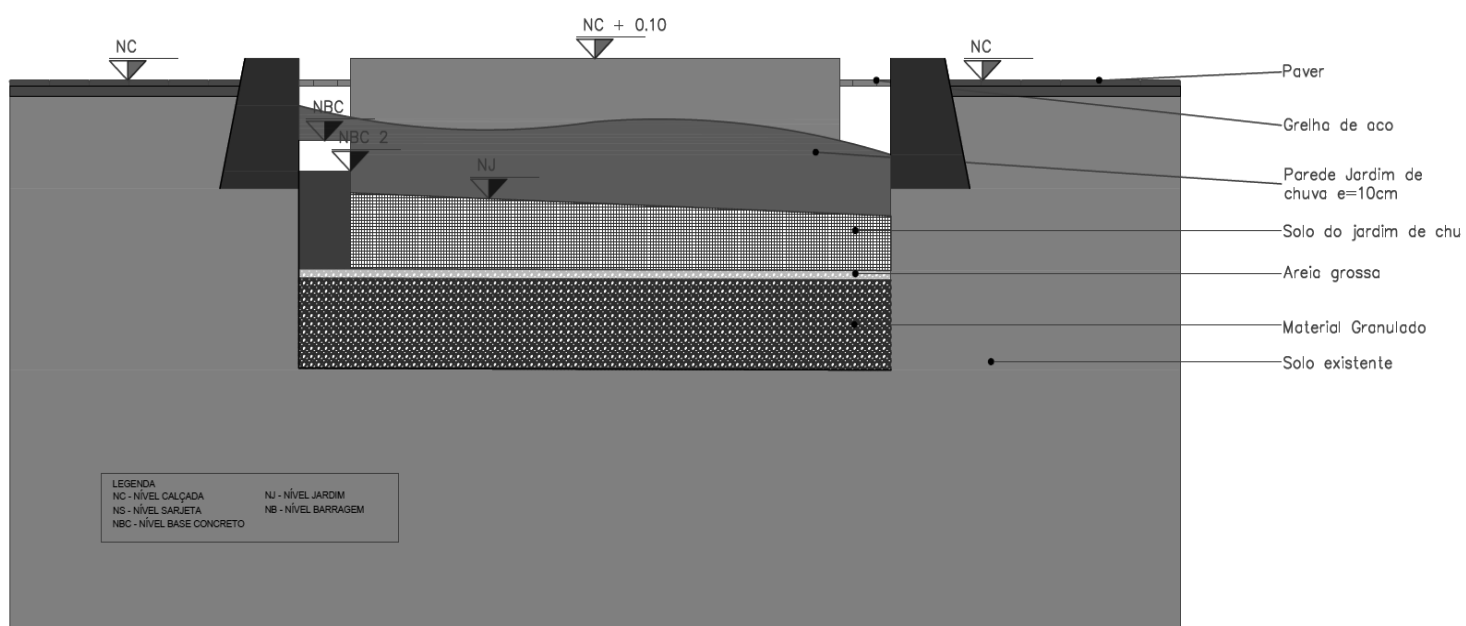 NC + 0.10
NC
NC
Paver
NBC
Grelha de aco
NBC 2
NJ
Parede Jardim de
chuva e=10cm
Solo do jardim de chu
Areia grossa
Material Granulado
Solo existente
LEGENDA
NC - NÍVEL CALÇADA
NS - NÍVEL SARJETA
NBC - NÍVEL BASE CONCRETO
NJ - NÍVEL JARDIM
NB - NÍVEL BARRAGEM